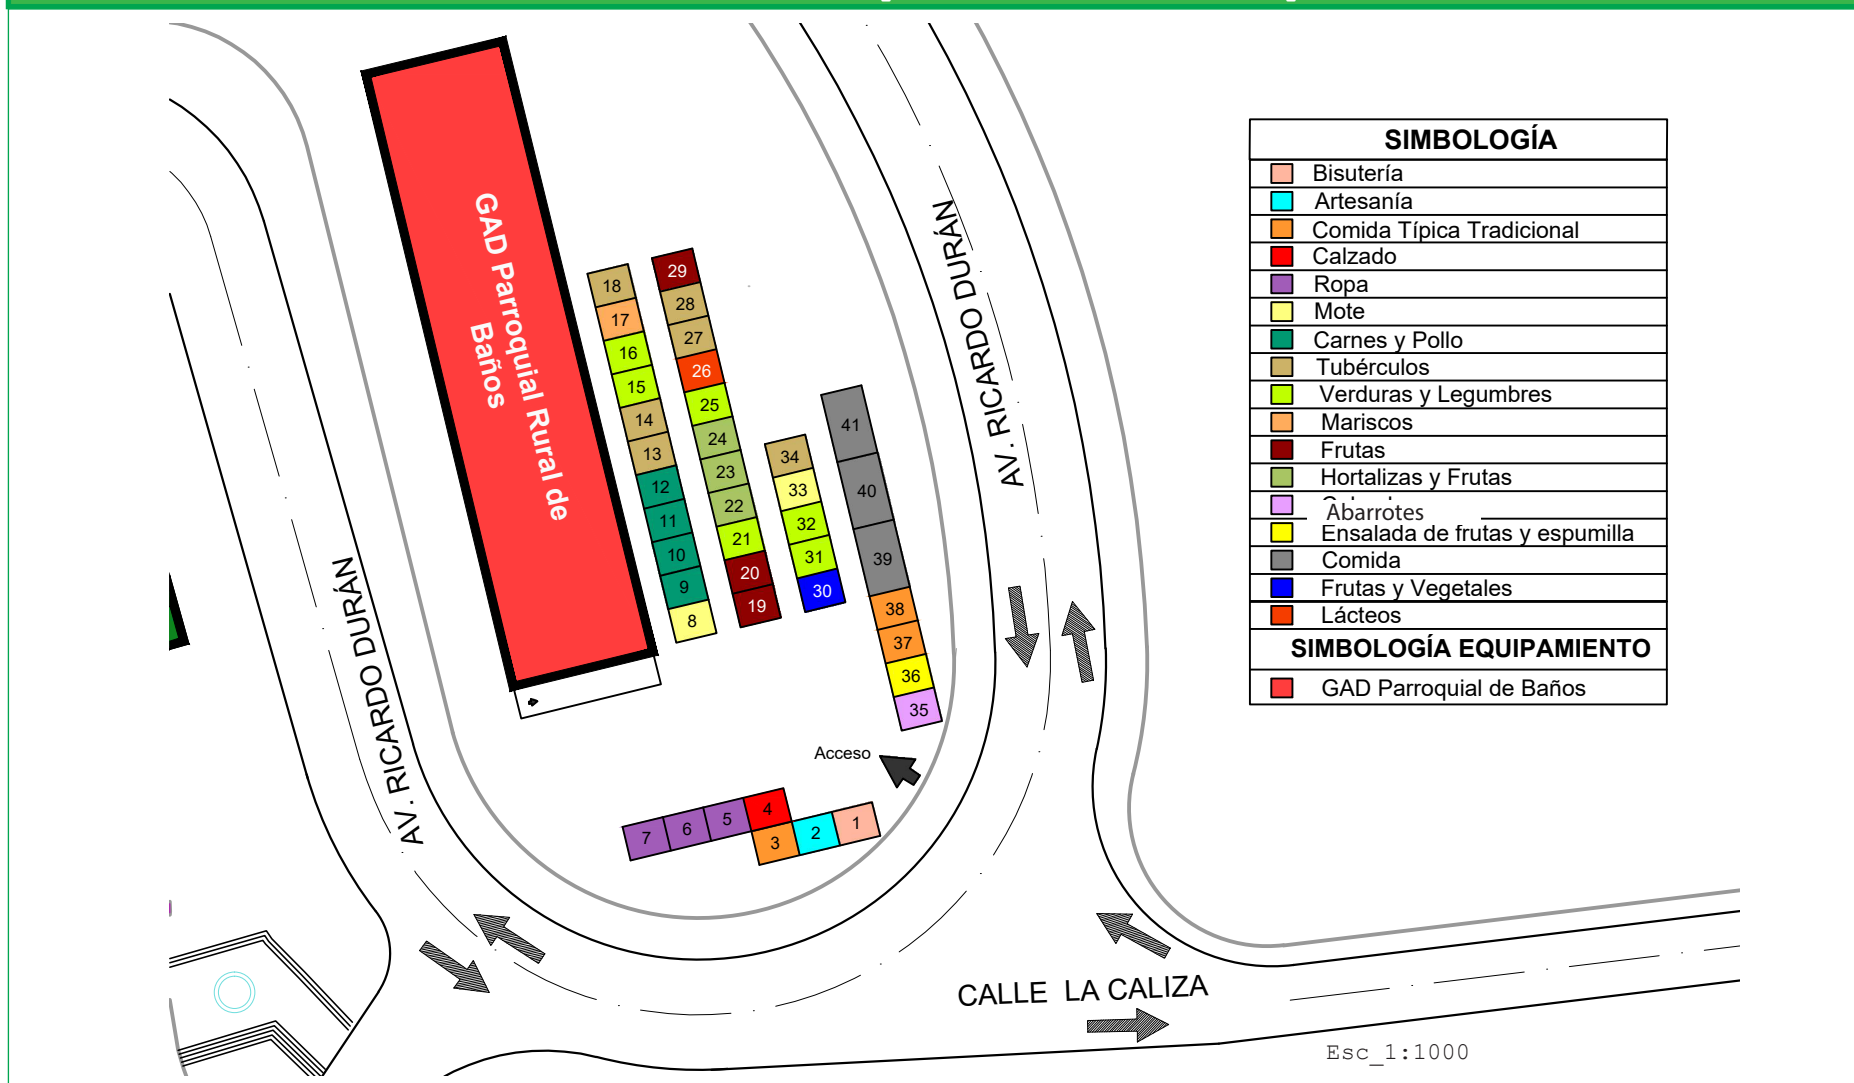 GAD Parroquial Rural de
Baños
AV. RICARDO DURÁN
AV. RICARDO DURÁN
18
17
16
15
14
13
12
11
10
9
8
29
28
27
26
25
24
23
22
21
20
19
34
33
32
31
30
41
40
39
38
37
36
35
Acceso
7
6
5
4
3
2
1
CALLE LA CALIZA
Esc_1:1000
SIMBOLOGÍA
Bisutería
Artesanía
Comida Típica Tradicional
Calzado
Ropa
Mote
Carnes y Pollo
Tubérculos
Verduras y Legumbres
Mariscos
Frutas
Hortalizas y Frutas
Abarrotes
Ensalada de frutas y espumilla
Comida
Frutas y Vegetales
Lácteos
SIMBOLOGÍA EQUIPAMIENTO
GAD Parroquial de Baños